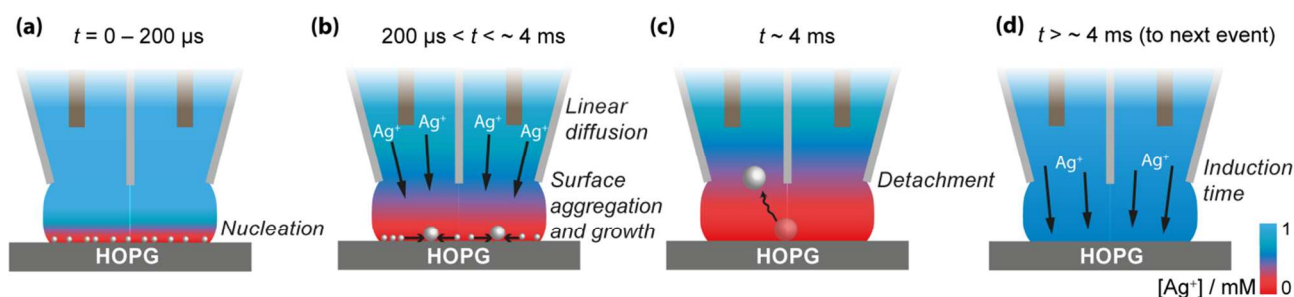 (a)
t = 0 – 200 µs
Nucleation
HOPG
(b)
200 µs < t < ~ 4 ms
Ag⁺ Ag⁺ Ag⁺ Ag⁺
Linear
diffusion
Surface
aggregation
and growth
HOPG
(c)
t ~ 4 ms
Detachment
HOPG
(d)
t > ~ 4 ms (to next event)
Ag⁺ Ag⁺
Induction
time
HOPG
1
0
[Ag⁺] / mM